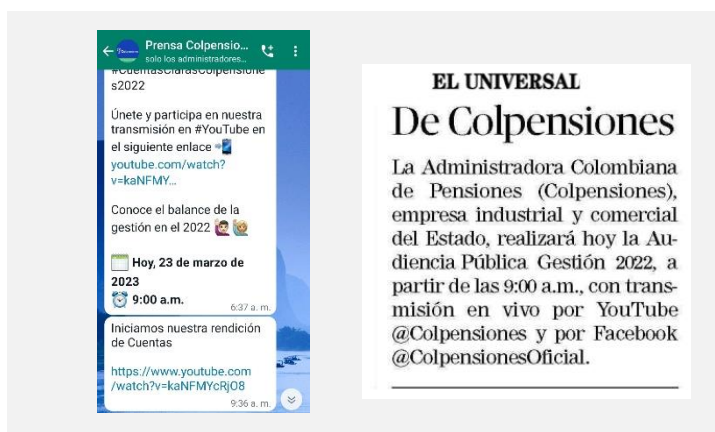 Prensa Colpensio...
solo los administradores...
#CuentasClarasColpensione
s2022
Únete y participa en nuestra
transmisión en #YouTube en
el siguiente enlace
youtube.com/watch?
v=kaNFMY...
Conoce el balance de la
gestión en el 2022
Hoy, 23 de marzo de
2023
9:00 a.m.
6:37 a. m.
Iniciamos nuestra rendición
de Cuentas
https://www.youtube.com
/watch?v=kaNFMYcRjO8
9:36 a. m.
EL UNIVERSAL
De Colpensiones
La Administradora Colombiana
de Pensiones (Colpensiones),
empresa industrial y comercial
del Estado, realizará hoy la Au-
diencia Pública Gestión 2022, a
partir de las 9:00 a.m., con trans-
misión en vivo por YouTube
@Colpensiones y por Facebook
@ColpensionesOficial.